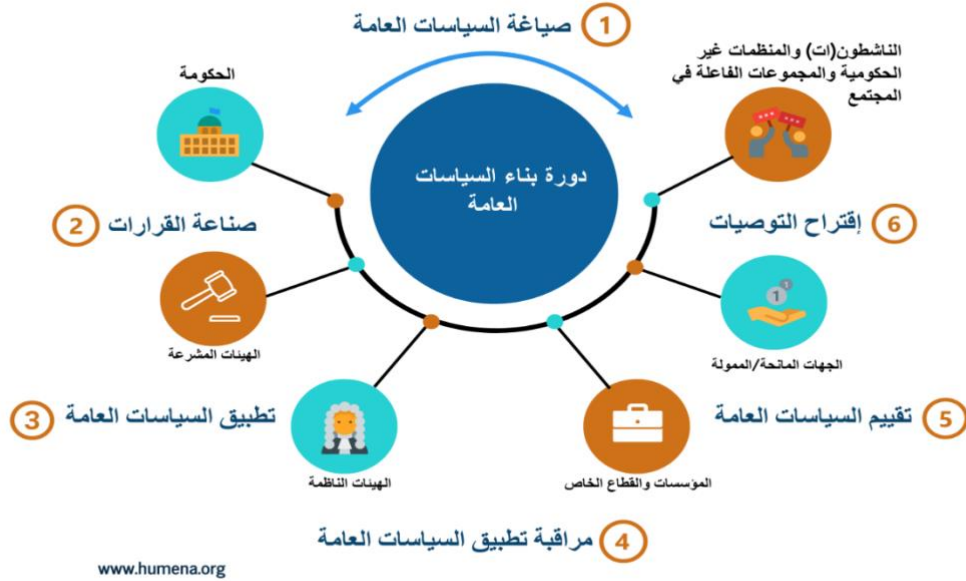 صياغة السياسات العامة 1
الناشطون(ات) والمنظمات غير
الحكومية والمجموعات الفاعلة في
المجتمع
الحكومة
دورة بناء السياسات
العامة
صناعة القرارات 2
إقتراح التوصيات 6
الهيئات المشرعة
الجهات المانحة/الممولة
1
1
تطبيق السياسات العامة 3
تقييم السياسات العامة 5
الهيئات الناظمة
المؤسسات والقطاع الخاص
مراقبة تطبيق السياسات العامة 4
www.humena.org